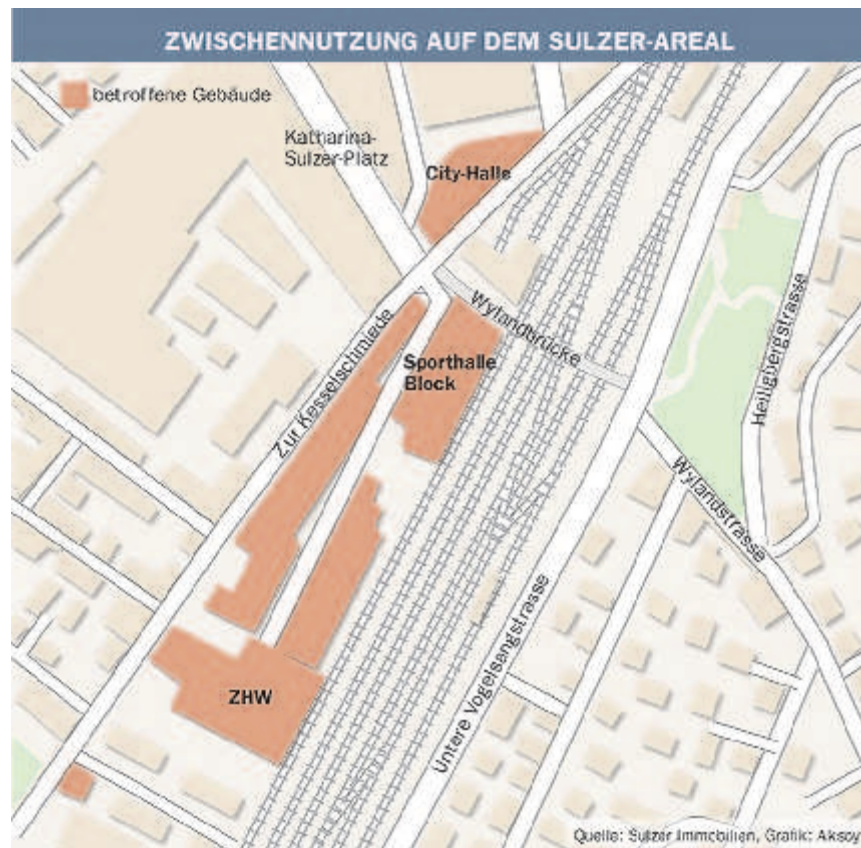 ZWISCHENNUTZUNG AUF DEM SULZER-AREAL
betroffene Gebäude
Katharina-
Sulzer-Platz
City-Halle
Wylandbrücke
Heiligbergstrasse
Sporthalle
Block
Zur Kesselschmiede
Wylandstrasse
Untere Vogelsangstrasse
ZHW
Quelle: Sulzer Immobilien, Grafik: Aksoy